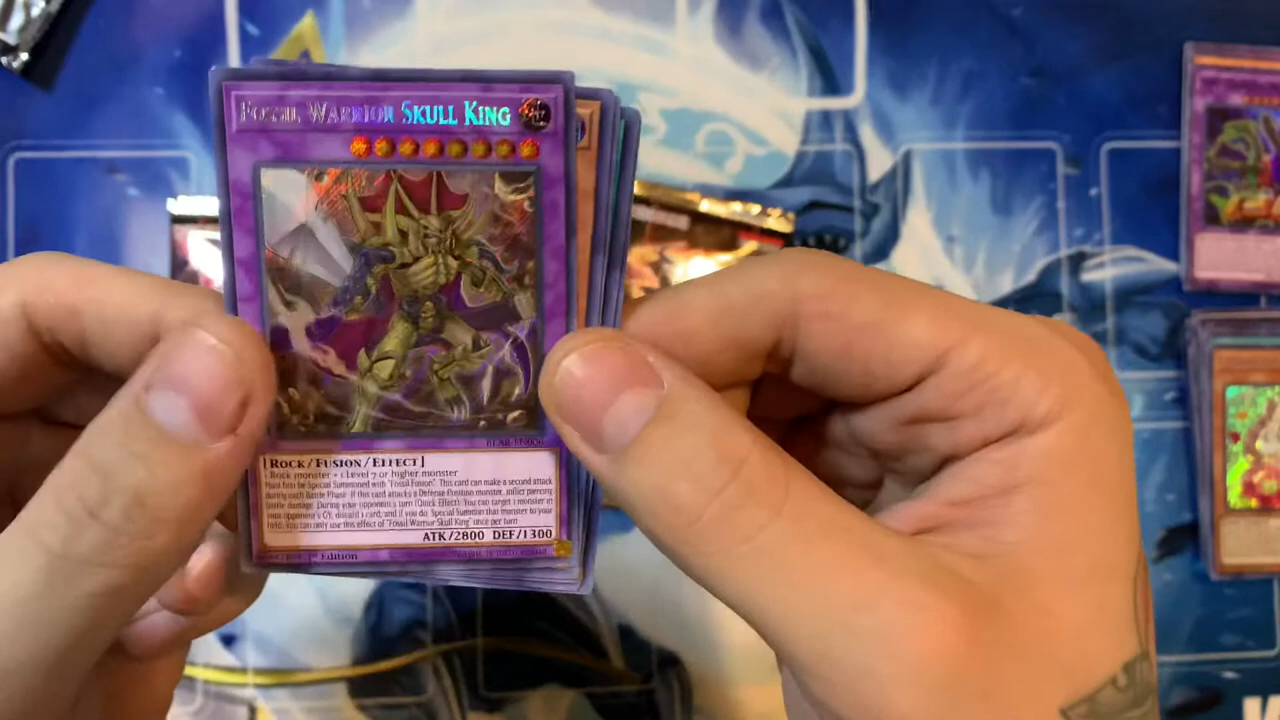 Fossil Warrior Skull King
BLAR-EN006
[ROCK/FUSION/EFFECT]
1 Rock monster + 1 Level 7 or higher monster
Must first be Special Summoned with "Fossil Fusion". This card can make a second attack
during each Battle Phase. If this card attacks a Defense Position monster, inflict piercing
battle damage. During your opponent's turn (Quick Effect): You can target 1 monster in
your opponent's GY; discard 1 card, and if you do, Special Summon that monster to your
field. You can only use this effect of "Fossil Warrior Skull King" once per turn.
ATK/2800 DEF/1300
1st Edition